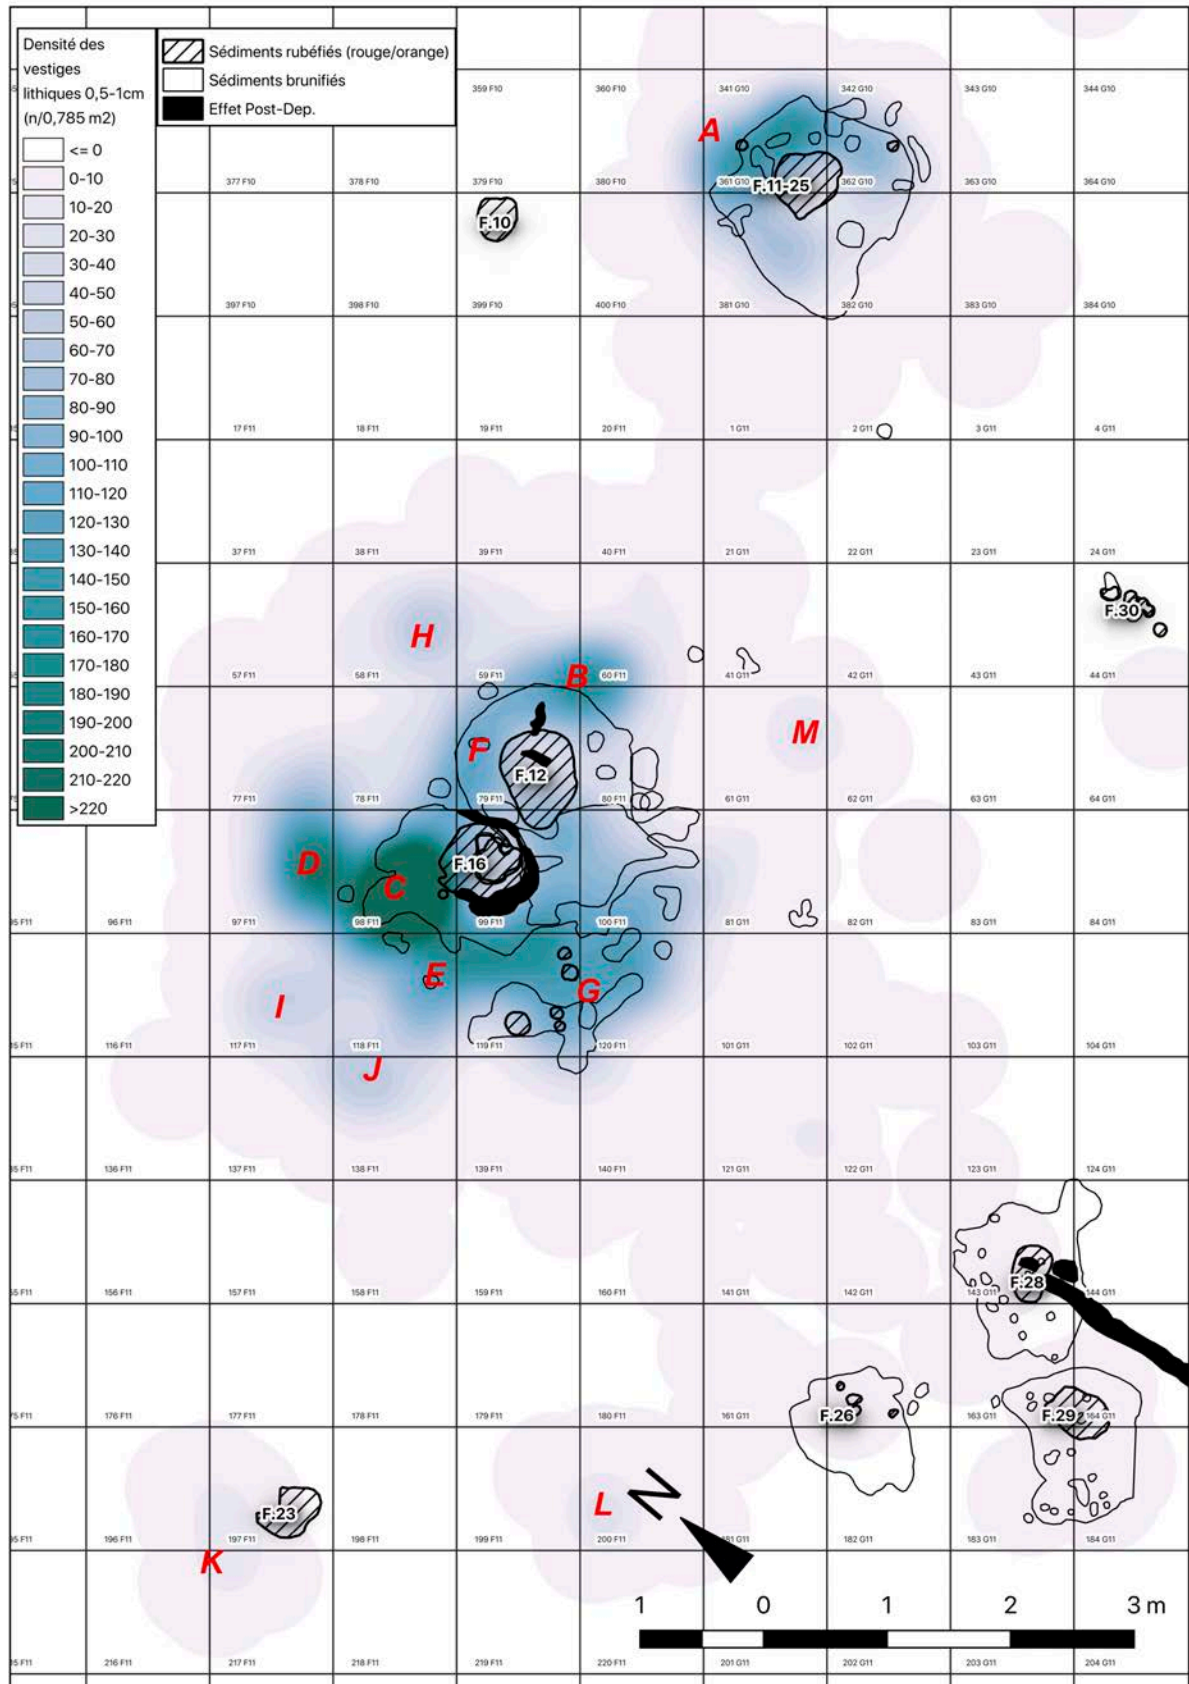 Densité des
vestiges
lithiques 0,5-1cm
(n/0,785 m2)
<= 0
0-10
10-20
20-30
30-40
40-50
50-60
60-70
70-80
80-90
90-100
100-110
110-120
120-130
130-140
140-150
150-160
160-170
170-180
180-190
190-200
200-210
210-220
>220
Sédiments rubéfiés (rouge/orange)
Sédiments brunifiés
Effet Post-Dep.
359 F10 360 F10 341 G10 342 G10 343 G10 344 G10
A
377 F10 378 F10 379 F10 380 F10 361 G10 362 G10 363 G10 364 G10
F.11-25
F.10
397 F10 398 F10 399 F10 400 F10 381 G10 382 G10 383 G10 384 G10
17 F11 18 F11 19 F11 20 F11 1 G11 2 G11 3 G11 4 G11
37 F11 38 F11 39 F11 40 F11 21 G11 22 G11 23 G11 24 G11
F.30
H
57 F11 58 F11 59 F11 60 F11 41 G11 42 G11 43 G11 44 G11
B
M
F
F.12
77 F11 78 F11 79 F11 80 F11 61 G11 62 G11 63 G11 64 G11
D
F.16
C
96 F11 97 F11 98 F11 99 F11 100 F11 81 G11 82 G11 83 G11 84 G11
E
G
I
116 F11 117 F11 118 F11 119 F11 120 F11 101 G11 102 G11 103 G11 104 G11
J
136 F11 137 F11 138 F11 139 F11 140 F11 121 G11 122 G11 123 G11 124 G11
F.28
156 F11 157 F11 158 F11 159 F11 160 F11 141 G11 142 G11 143 G11 144 G11
F.26
F.29
176 F11 177 F11 178 F11 179 F11 180 F11 161 G11 163 G11 164 G11
L
N
F.23
196 F11 197 F11 198 F11 199 F11 200 F11 181 G11 182 G11 183 G11 184 G11
K
1 0 1 2 3 m
216 F11 217 F11 218 F11 219 F11 220 F11 201 G11 202 G11 203 G11 204 G11